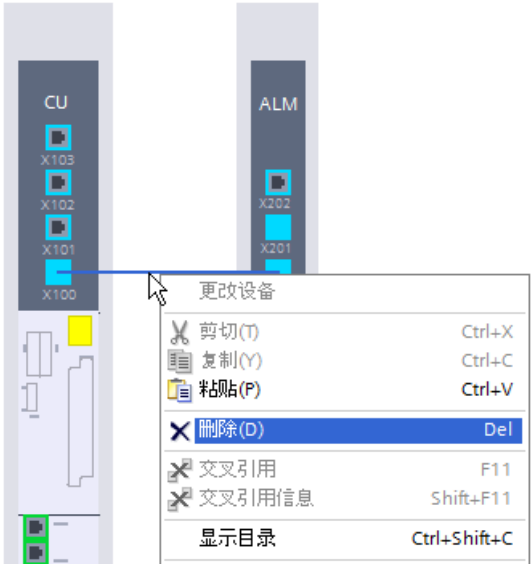 CU
X103
X102
X101
X100
ALM
X202
X201
更改设备
剪切(T) Ctrl+X
复制(Y) Ctrl+C
粘贴(P) Ctrl+V
删除(D) Del
交叉引用 F11
交叉引用信息 Shift+F11
显示目录 Ctrl+Shift+C